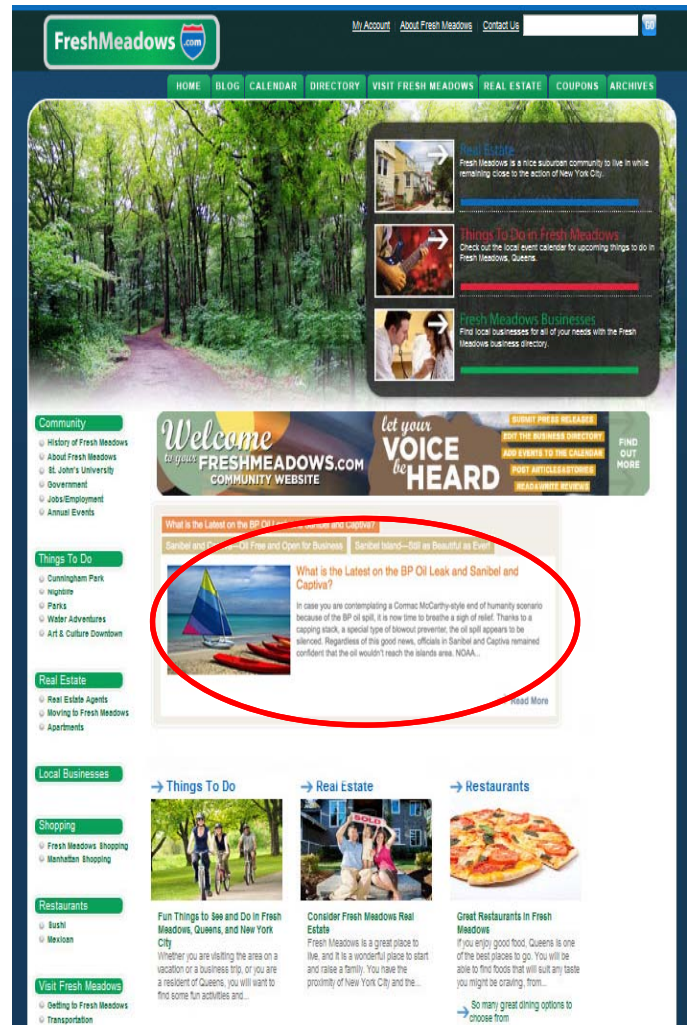 FreshMeadows .com
My Account | About Fresh Meadows | Contact Us
GO
HOME BLOG CALENDAR DIRECTORY VISIT FRESH MEADOWS REAL ESTATE COUPONS ARCHIVES
Real Estate
Fresh Meadows is a nice suburban community to live in while
remaining close to the action of New York City.
Things To Do in Fresh Meadows
Check out the local event calendar for upcoming things to do in
Fresh Meadows, Queens.
Fresh Meadows Businesses
Find local businesses for all of your needs with the Fresh
Meadows business directory.
Welcome
to your FRESHMEADOWS.COM
COMMUNITY WEBSITE
let your
VOICE
be HEARD
SUBMIT PRESS RELEASES
EDIT THE BUSINESS DIRECTORY
ADD EVENTS TO THE CALENDAR
POST ARTICLES & STORIES
READ & WRITE REVIEWS
FIND
OUT
MORE
Community
History of Fresh Meadows
About Fresh Meadows
St. John's University
Government
Jobs/Employment
Annual Events
Things To Do
Cunningham Park
Nightlife
Parks
Water Adventures
Art & Culture Downtown
Real Estate
Real Estate Agents
Moving to Fresh Meadows
Apartments
Local Businesses
Shopping
Fresh Meadows Shopping
Manhattan Shopping
Restaurants
Sushi
Mexican
Visit Fresh Meadows
Getting to Fresh Meadows
Transportation
What is the Latest on the BP Oil Leak and Sanibel and Captiva?
Sanibel and Captiva—Oil Free and Open for Business
Sanibel Island—Still as Beautiful as Ever!
What is the Latest on the BP Oil Leak and Sanibel and
Captiva?
In case you are contemplating a Cormac McCarthy-style end of humanity scenario
because of the BP oil spill, it is now time to breathe a sigh of relief. Thanks to a
capping stack, a special type of blowout preventer, the oil spill appears to be
silenced. Regardless of this good news, officials in Sanibel and Captiva remained
confident that the oil wouldn't reach the islands area. NOAA...
Read More
Things To Do
Fun Things to See and Do in Fresh
Meadows, Queens, and New York
City
Whether you are visiting the area on a
vacation or a business trip, or you are
a resident of Queens, you will want to
find some fun activities and...
Real Estate
SOLD
Consider Fresh Meadows Real
Estate
Fresh Meadows is a great place to
live, and it is a wonderful place to start
and raise a family. You have the
proximity of New York City and the...
Restaurants
Great Restaurants in Fresh
Meadows
If you enjoy good food, Queens is one
of the best places to go. You will be
able to find foods that will suit any taste
you might be craving, from...
So many great dining options to
choose from